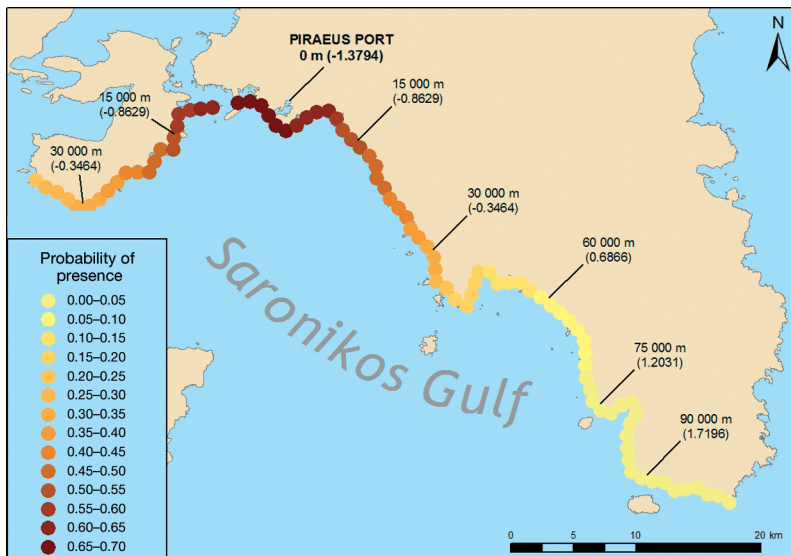 N
PIRAEUS PORT
0 m (-1.3794)
15 000 m
(-0.8629)
15 000 m
(-0.8629)
30 000 m
(-0.3464)
30 000 m
(-0.3464)
60 000 m
(0.6866)
75 000 m
(1.2031)
90 000 m
(1.7196)
Saronikos Gulf
Probability of
presence
0.00–0.05
0.05–0.10
0.10–0.15
0.15–0.20
0.20–0.25
0.25–0.30
0.30–0.35
0.35–0.40
0.40–0.45
0.45–0.50
0.50–0.55
0.55–0.60
0.60–0.65
0.65–0.70
0 5 10 20 km